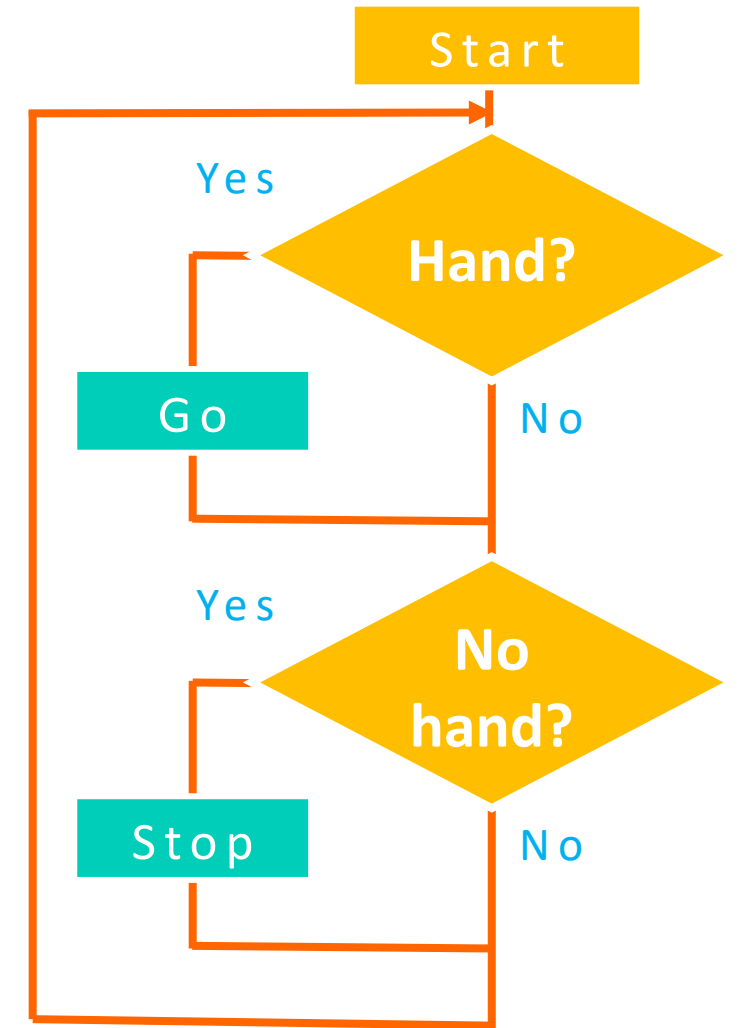 Start
Yes
Hand?
Go
No
Yes
No
hand?
Stop
No